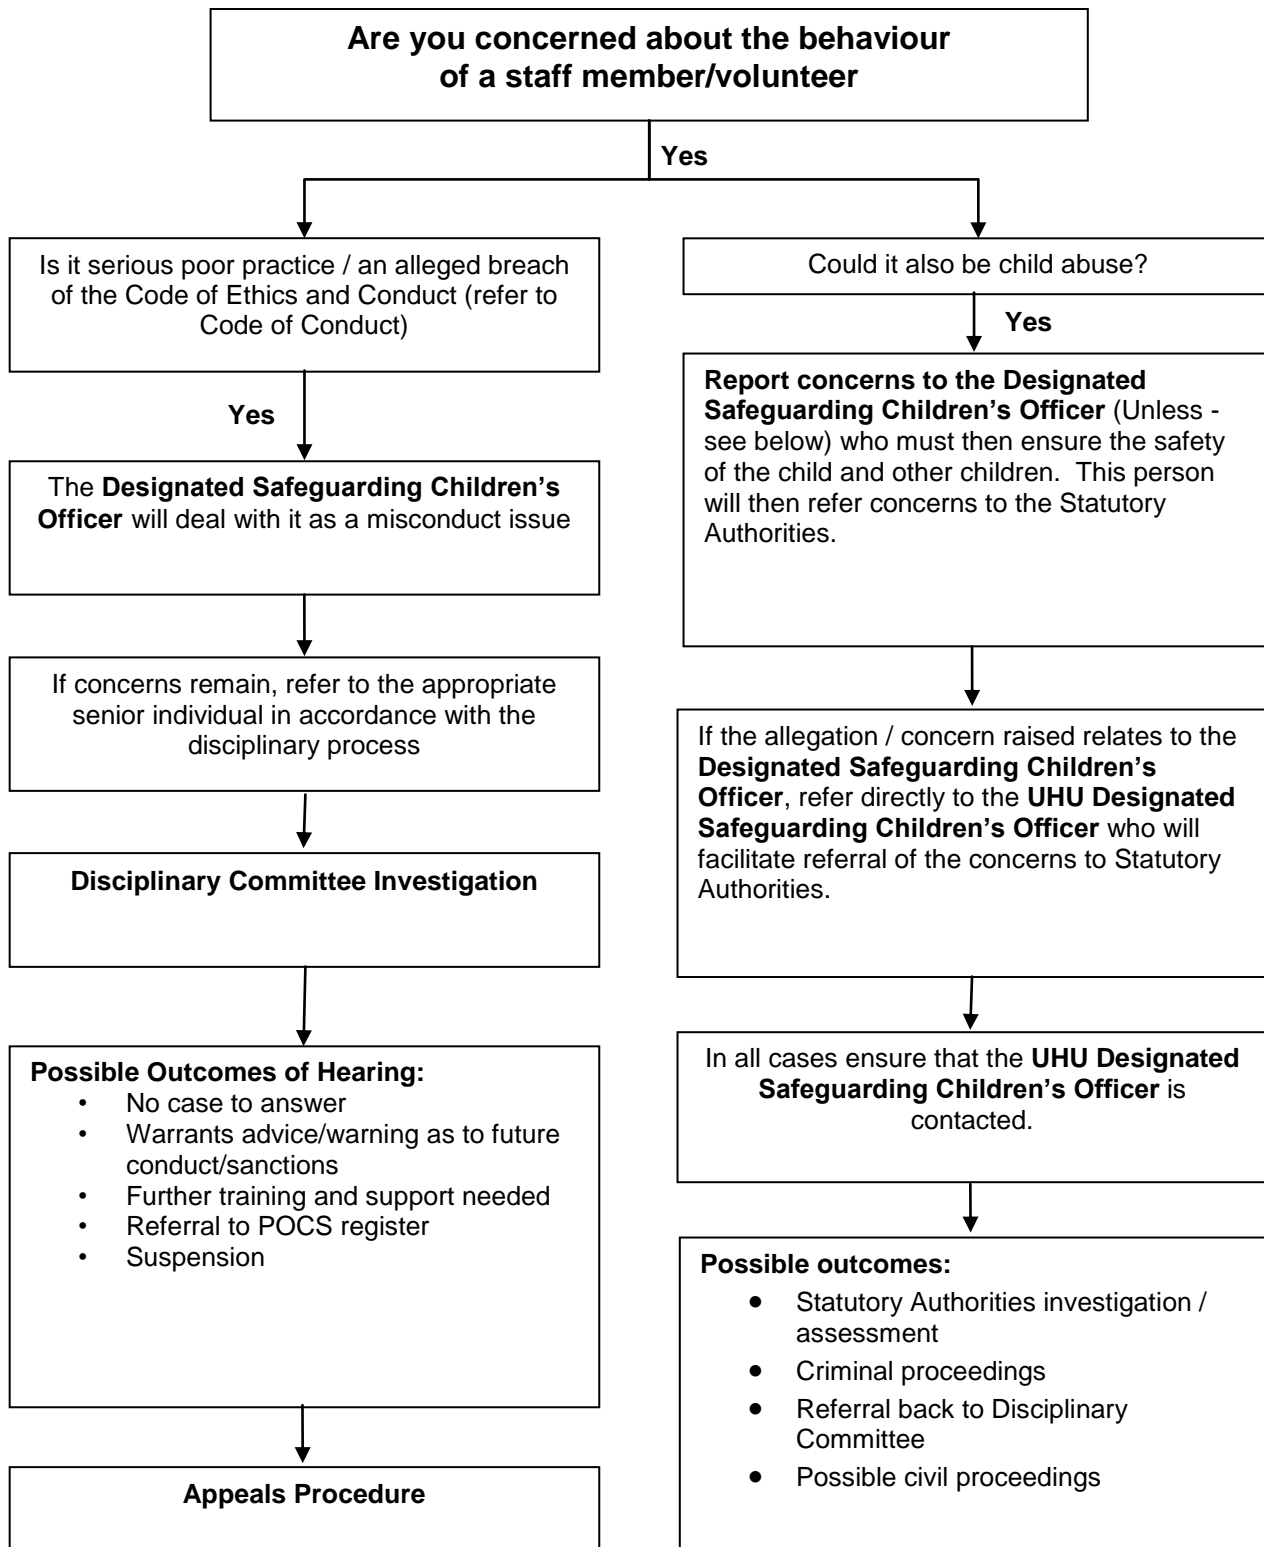 Are you concerned about the behaviour
of a staff member/volunteer
Yes
Is it serious poor practice / an alleged breach
of the Code of Ethics and Conduct (refer to
Code of Conduct)
Yes
The Designated Safeguarding Children’s
Officer will deal with it as a misconduct issue
If concerns remain, refer to the appropriate
senior individual in accordance with the
disciplinary process
Disciplinary Committee Investigation
Possible Outcomes of Hearing:
• No case to answer
• Warrants advice/warning as to future
conduct/sanctions
• Further training and support needed
• Referral to POCS register
• Suspension
Appeals Procedure
Could it also be child abuse?
Yes
Report concerns to the Designated
Safeguarding Children’s Officer (Unless -
see below) who must then ensure the safety
of the child and other children. This person
will then refer concerns to the Statutory
Authorities.
If the allegation / concern raised relates to the
Designated Safeguarding Children’s
Officer, refer directly to the UHU Designated
Safeguarding Children’s Officer who will
facilitate referral of the concerns to Statutory
Authorities.
In all cases ensure that the UHU Designated
Safeguarding Children’s Officer is
contacted.
Possible outcomes:
• Statutory Authorities investigation /
assessment
• Criminal proceedings
• Referral back to Disciplinary
Committee
• Possible civil proceedings